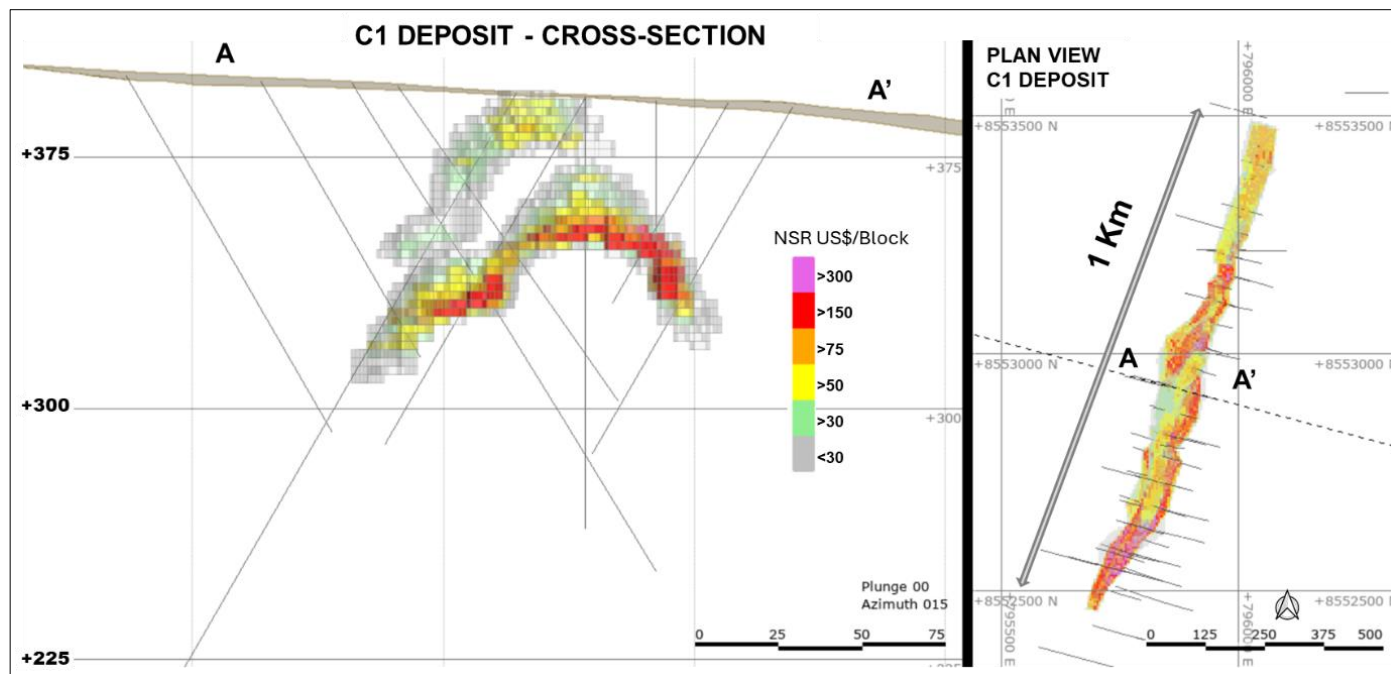 C1 DEPOSIT - CROSS-SECTION
A
A'
+375
+375
NSR US$/Block
>300
>150
>75
>50
>30
<30
+300
+300
Plunge 00
Azimuth 015
0 25 50 75
+225
PLAN VIEW
C1 DEPOSIT
+796000 E
+8553500 N
+8553500 N
1 Km
+8553000 N
+8553000 N
A
A'
+8552500 N
+8552500 N
+795500 E
+796000 E
0 125 250 375 500